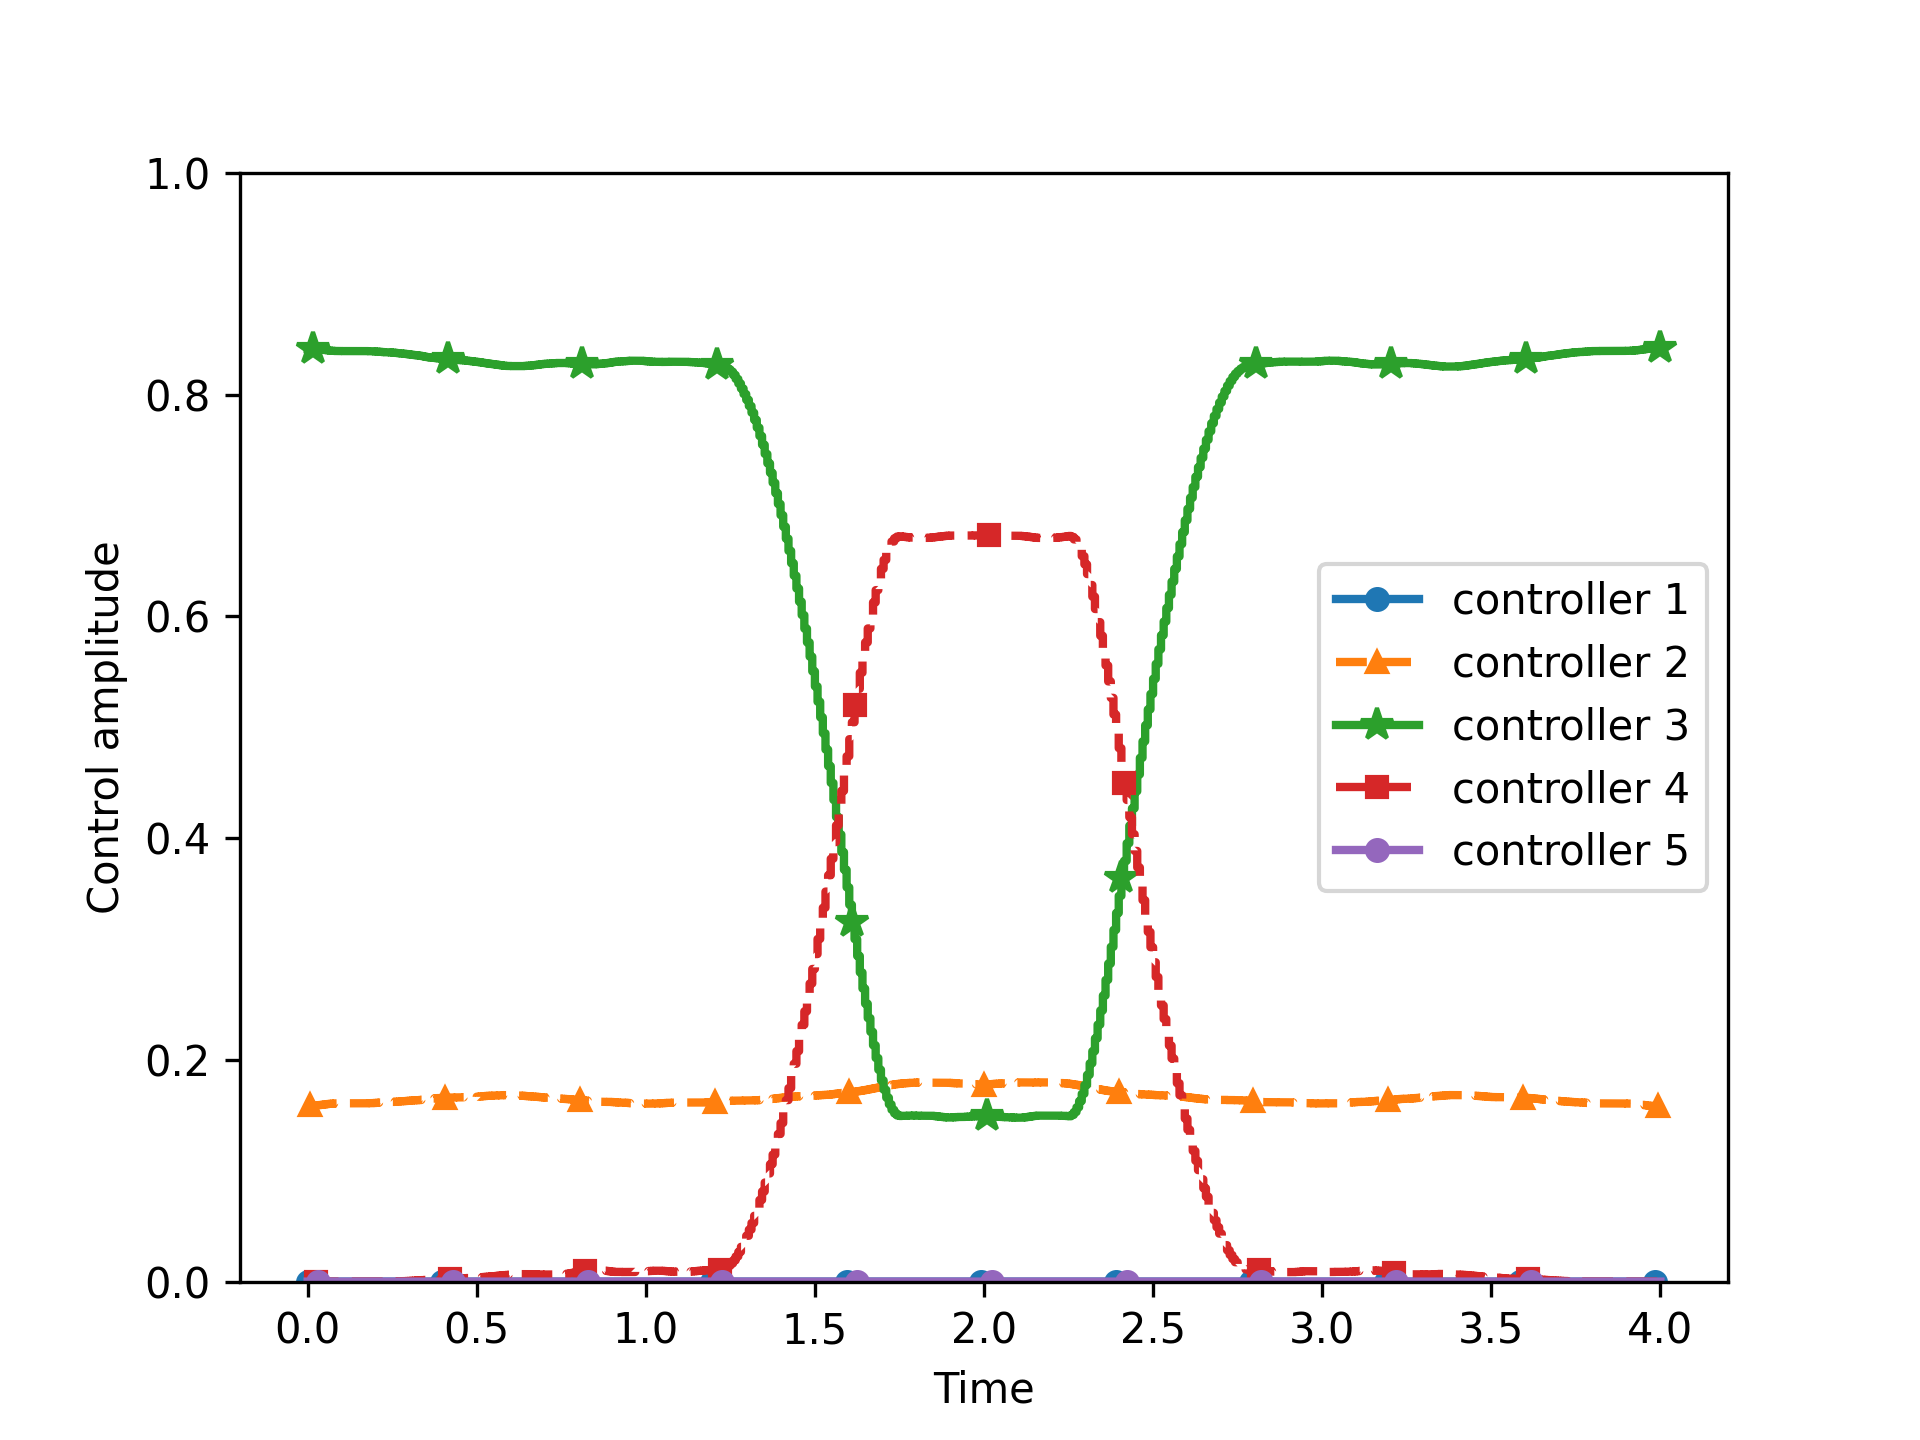 1.0
0.8
0.6
0.4
0.2
0.0
Control amplitude
controller 1
controller 2
controller 3
controller 4
controller 5
0.0 0.5 1.0 1.5 2.0 2.5 3.0 3.5 4.0
Time